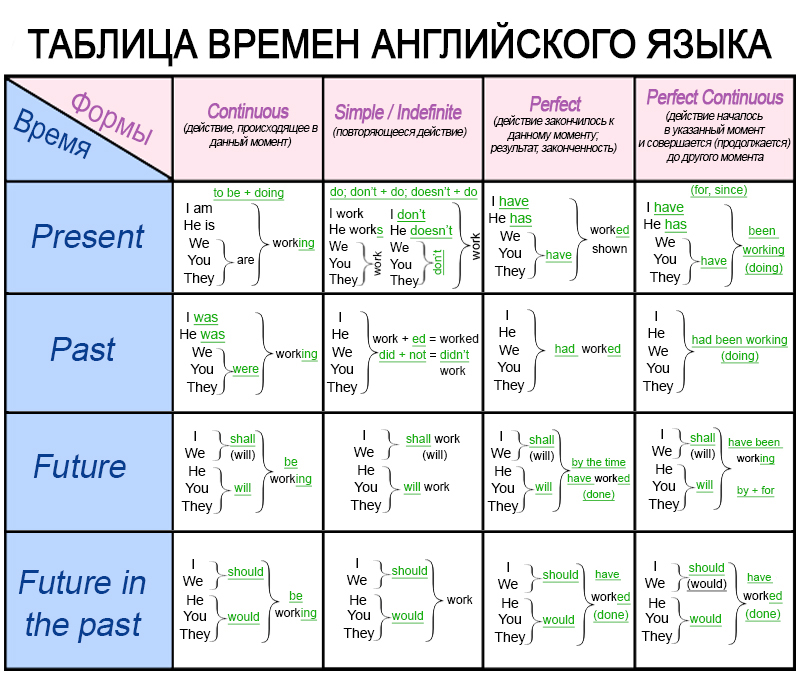 ТАБЛИЦА ВРЕМЕН АНГЛИЙСКОГО ЯЗЫКА
Формы
Время
Continuous
(действие, происходящее в
данный момент)
Simple / Indefinite
(повторяющееся действие)
Perfect
(действие закончилось к
данному моменту;
результат, законченность)
Perfect Continuous
(действие началось
в указанный момент
и совершается (продолжается)
до другого момента
Present
to be + doing
I am
He is
We
You
They
are
working
do; don't + do; doesn't + do
I work
He works
We
You
They
work
I don't
He doesn't
We
You
They
don't
work
I have
He has
We
You
They
have
worked
shown
(for, since)
I have
He has
We
You
They
have
been
working
(doing)
Past
I was
He was
We
You
They
were
working
I
He
We
You
They
work + ed = worked
did + not = didn't
work
I
He
We
You
They
had worked
I
He
We
You
They
had been working
(doing)
Future
I
We
shall
(will)
He
You
They
will
be
working
I
We
shall work
(will)
He
You
They
will work
I
We
shall
(will)
He
You
They
will
by the time
have worked
(done)
I
We
shall
(will)
He
You
They
will
have been
working
by + for
Future in
the past
I
We
should
He
You
They
would
be
working
I
We
should
He
You
They
would
work
I
We
should
He
You
They
would
have
worked
(done)
I
We
should
(would)
He
You
They
would
have
worked
(done)